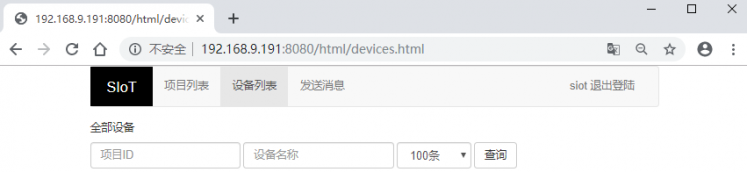 192.168.9.191:8080/html/devic
不安全 | 192.168.9.191:8080/html/devices.html
SIoT 项目列表 设备列表 发送消息 siot 退出登陆
全部设备
项目ID 设备名称 100条 查询